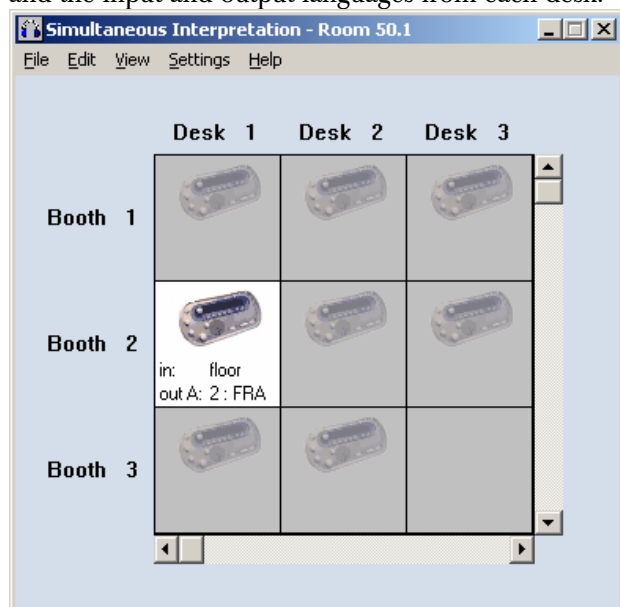 and the input and output languages from each desk.
Simultaneous Interpretation - Room 50.1
File Edit View Settings Help
Desk 1 Desk 2 Desk 3
Booth 1
Booth 2
in: floor
out A: 2 : FRA
Booth 3